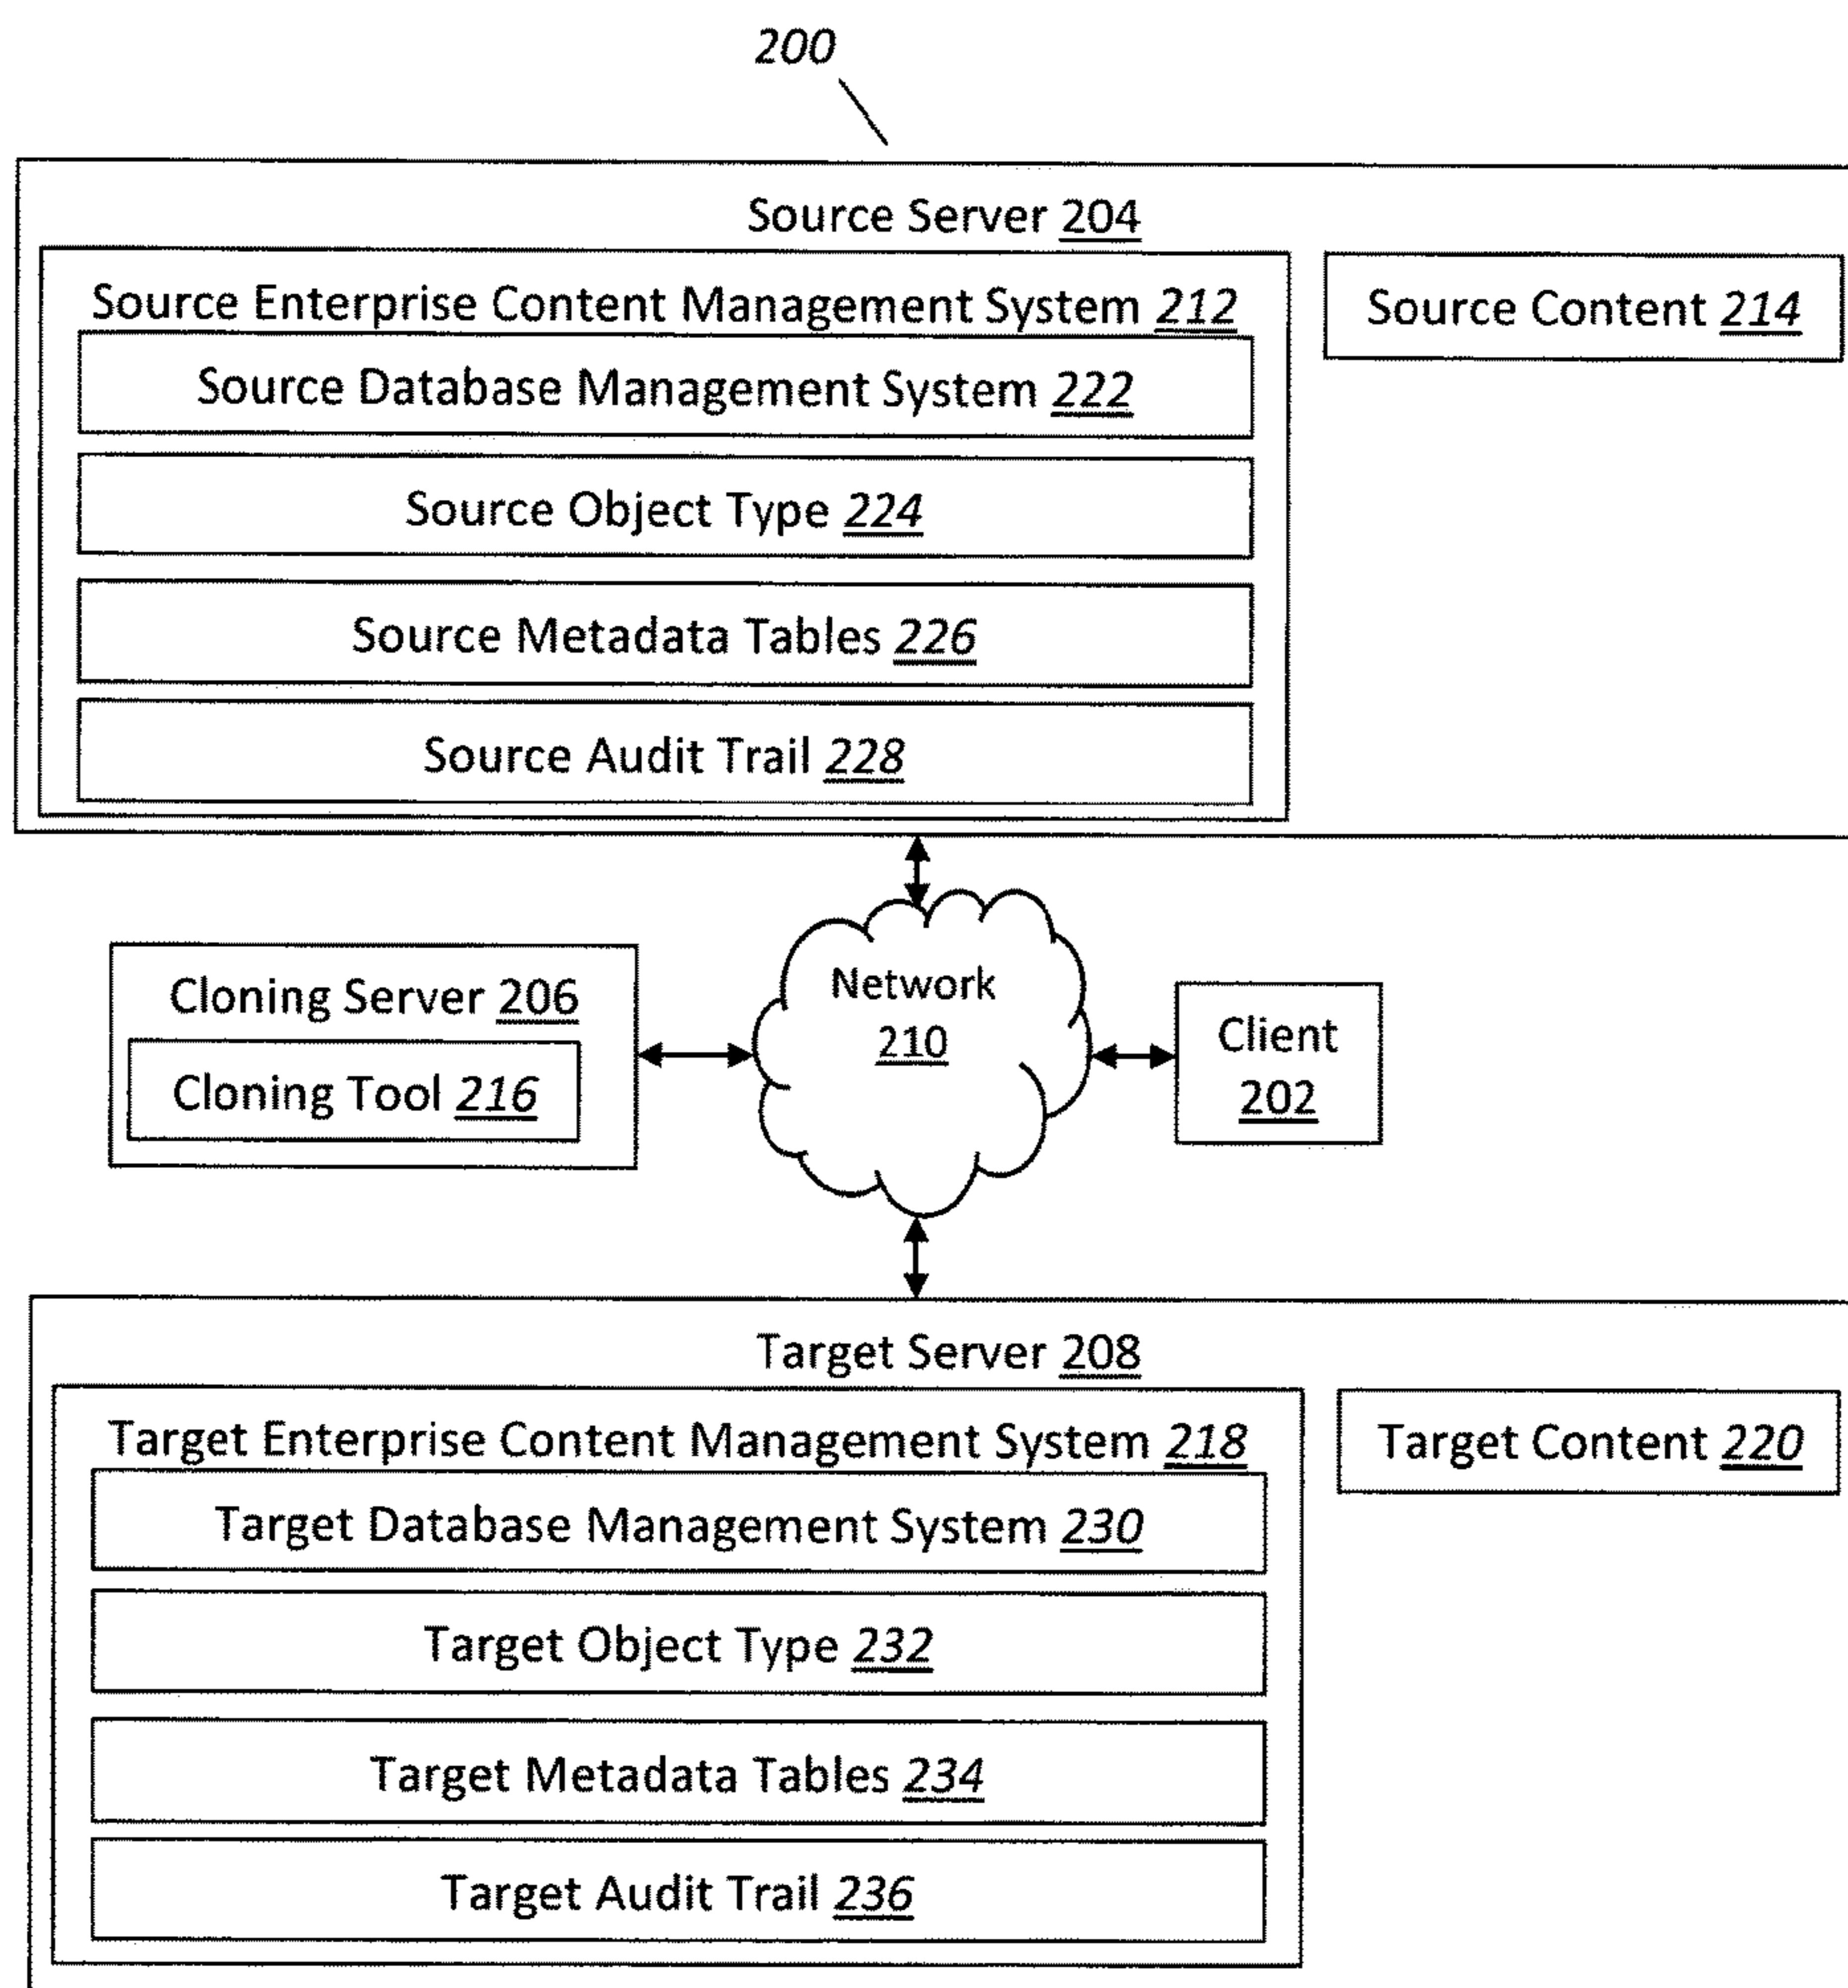 200
Source Server 204
Source Enterprise Content Management System 212
Source Content 214
Source Database Management System 222
Source Object Type 224
Source Metadata Tables 226
Source Audit Trail 228
Cloning Server 206
Cloning Tool 216
Network
210
Client
202
Target Server 208
Target Enterprise Content Management System 218
Target Content 220
Target Database Management System 230
Target Object Type 232
Target Metadata Tables 234
Target Audit Trail 236